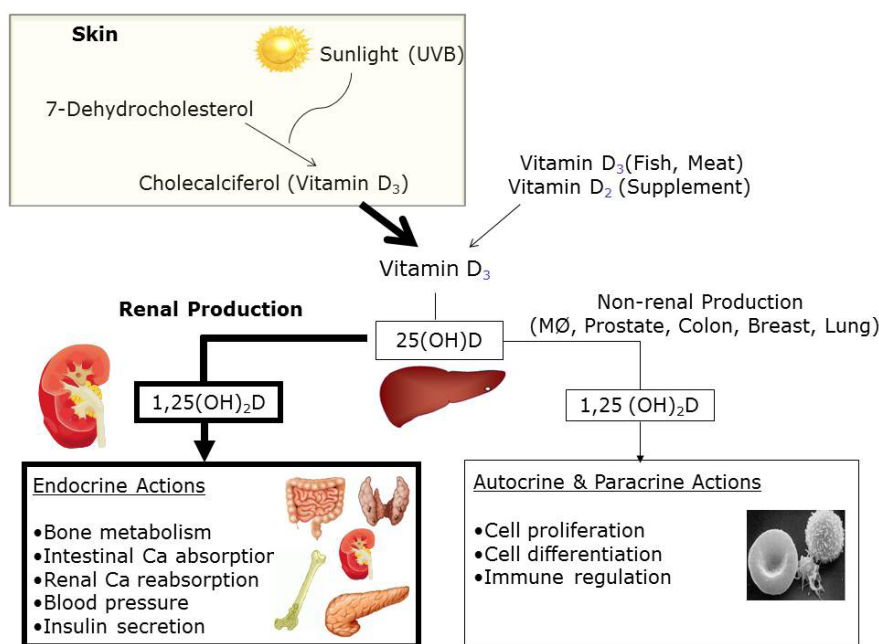 Skin
Sunlight (UVB)
7-Dehydrocholesterol
Cholecalciferol (Vitamin D₃)
Vitamin D₃(Fish, Meat)
Vitamin D₂ (Supplement)
Vitamin D₃
Renal Production
Non-renal Production
(MØ, Prostate, Colon, Breast, Lung)
25(OH)D
1,25(OH)₂D
1,25 (OH)₂D
Endocrine Actions
•Bone metabolism
•Intestinal Ca absorption
•Renal Ca reabsorption
•Blood pressure
•Insulin secretion
Autocrine & Paracrine Actions
•Cell proliferation
•Cell differentiation
•Immune regulation